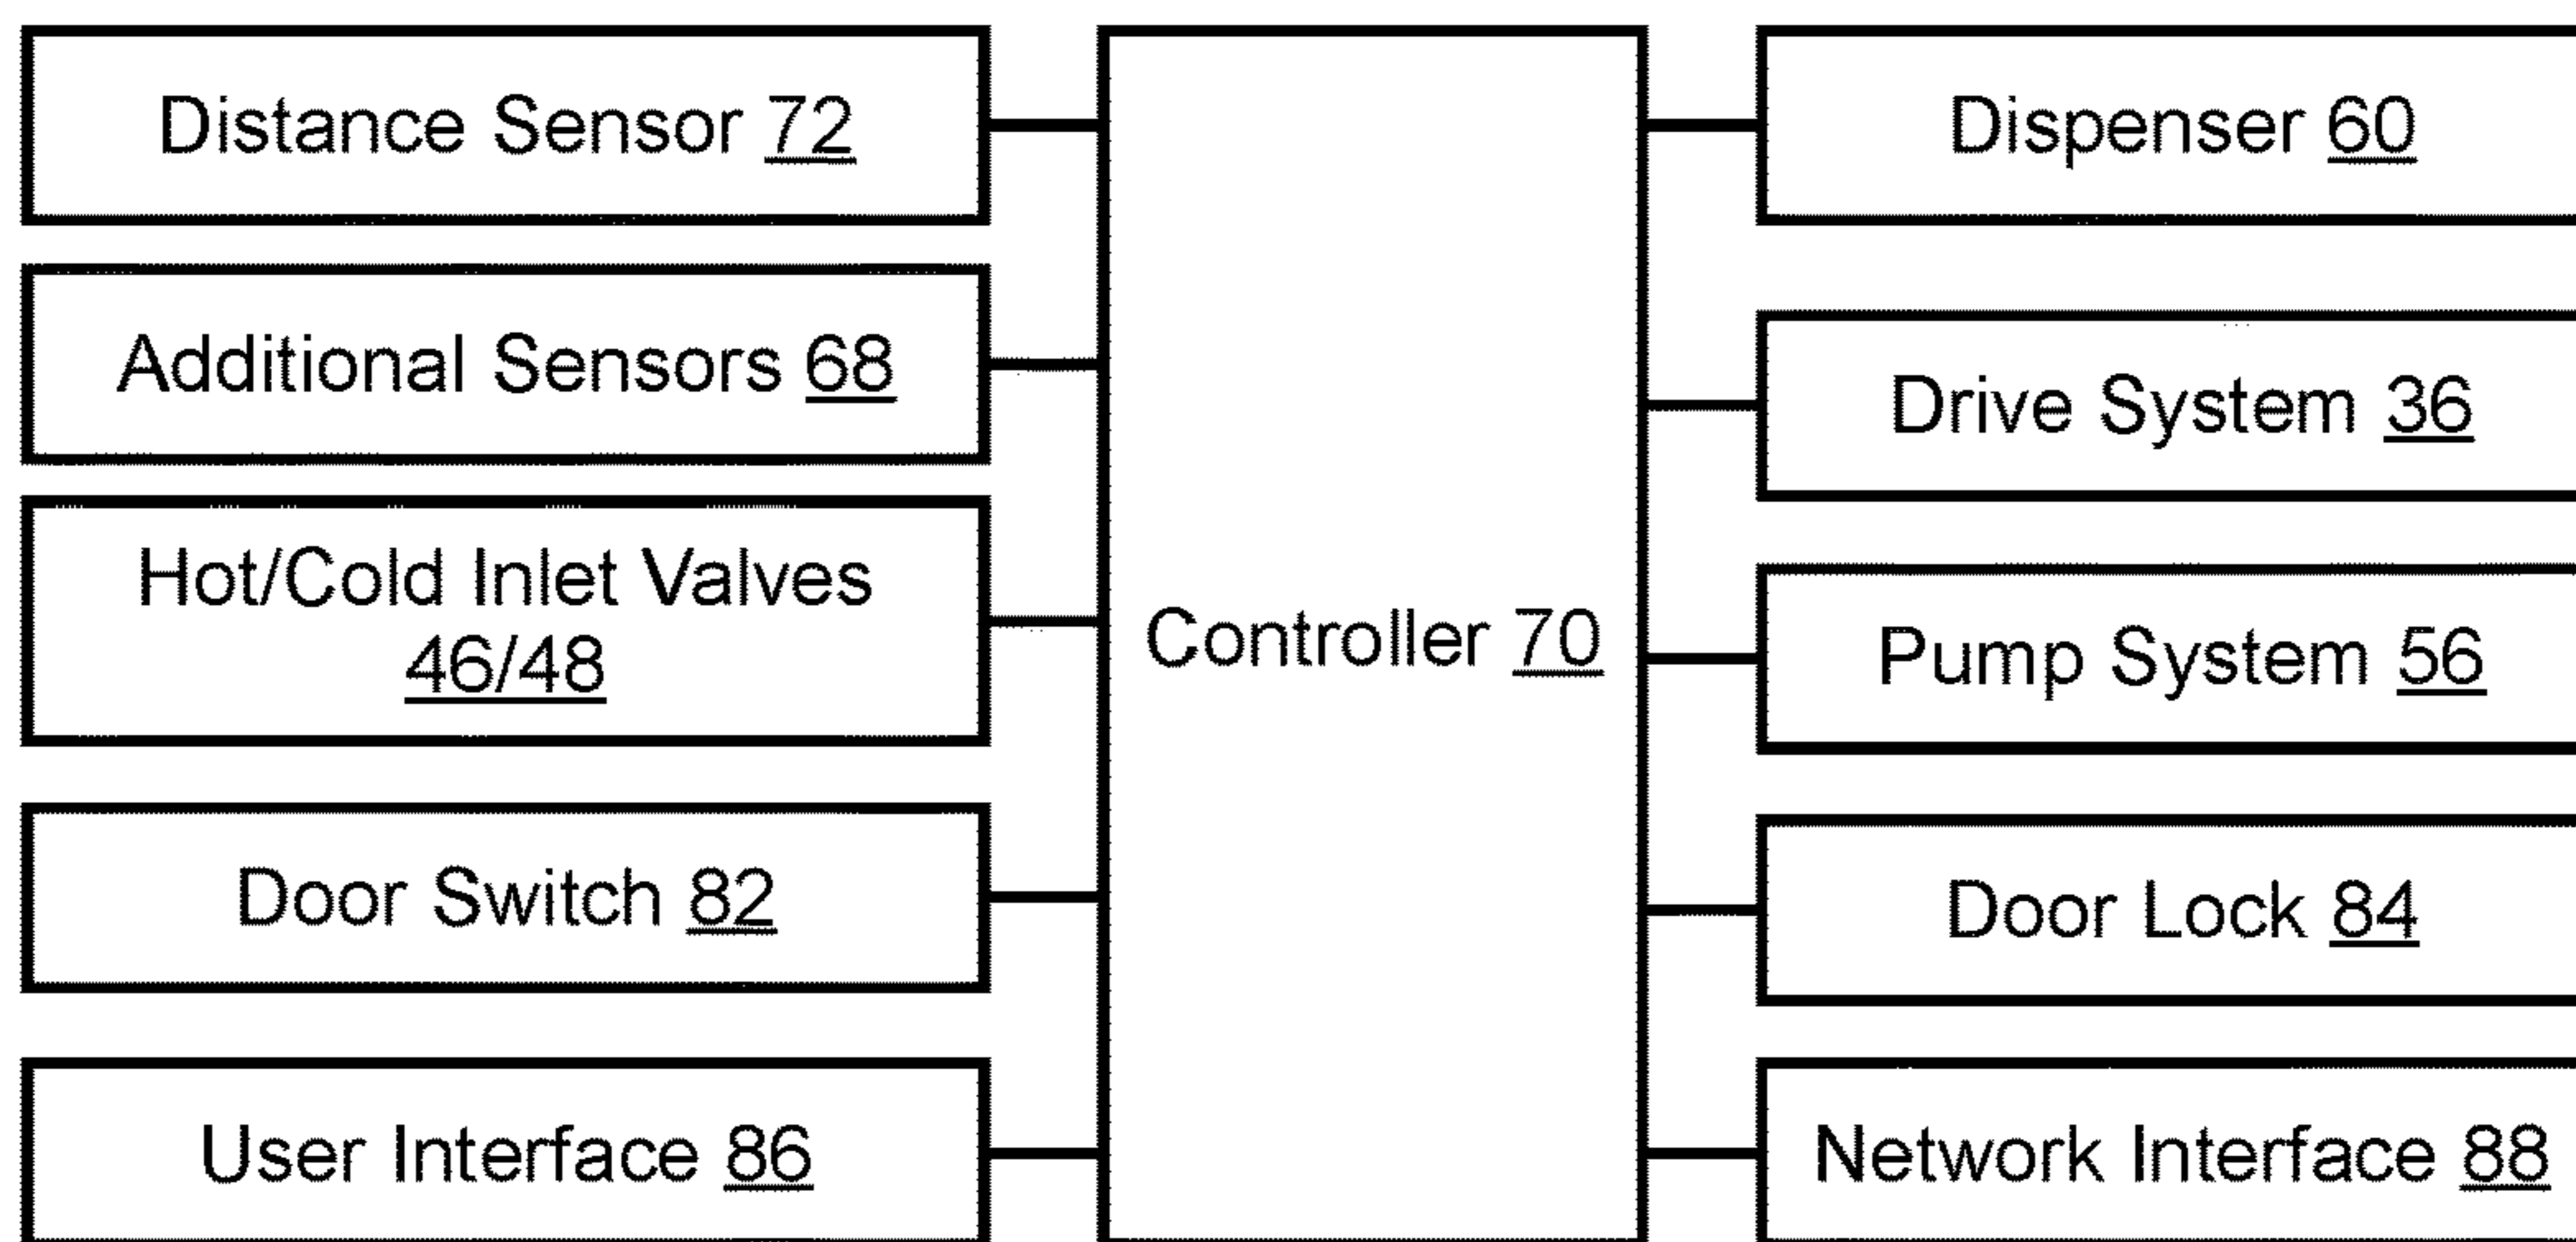 Distance Sensor 72
Additional Sensors 68
Hot/Cold Inlet Valves
46/48
Door Switch 82
User Interface 86
Controller 70
Dispenser 60
Drive System 36
Pump System 56
Door Lock 84
Network Interface 88